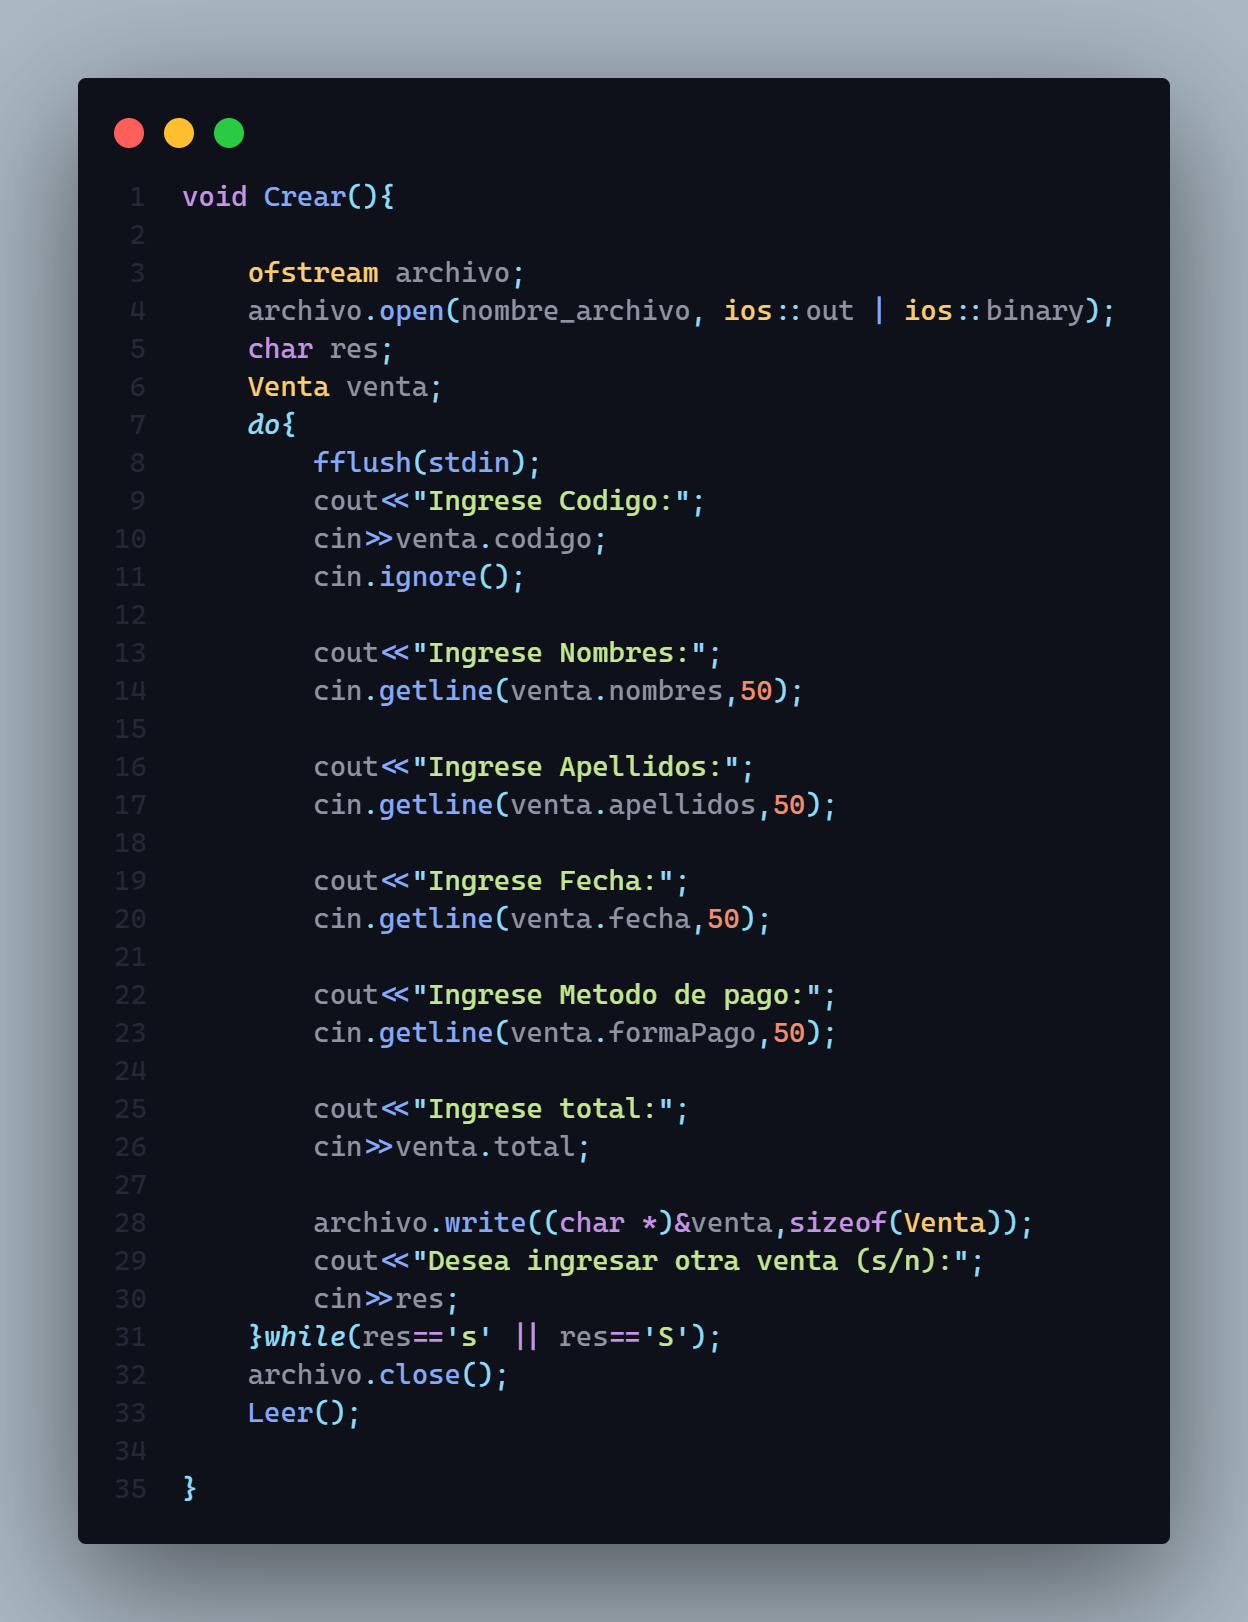 1 void Crear(){
2
3     ofstream archivo;
4     archivo.open(nombre_archivo, ios::out | ios::binary);
5     char res;
6     Venta venta;
7     do{
8         fflush(stdin);
9         cout<<"Ingrese Codigo:";
10         cin>>venta.codigo;
11         cin.ignore();
12
13         cout<<"Ingrese Nombres:";
14         cin.getline(venta.nombres,50);
15
16         cout<<"Ingrese Apellidos:";
17         cin.getline(venta.apellidos,50);
18
19         cout<<"Ingrese Fecha:";
20         cin.getline(venta.fecha,50);
21
22         cout<<"Ingrese Metodo de pago:";
23         cin.getline(venta.formaPago,50);
24
25         cout<<"Ingrese total:";
26         cin>>venta.total;
27
28         archivo.write((char *)&venta,sizeof(Venta));
29         cout<<"Desea ingresar otra venta (s/n):";
30         cin>>res;
31     }while(res=='s' || res=='S');
32     archivo.close();
33     Leer();
34
35 }